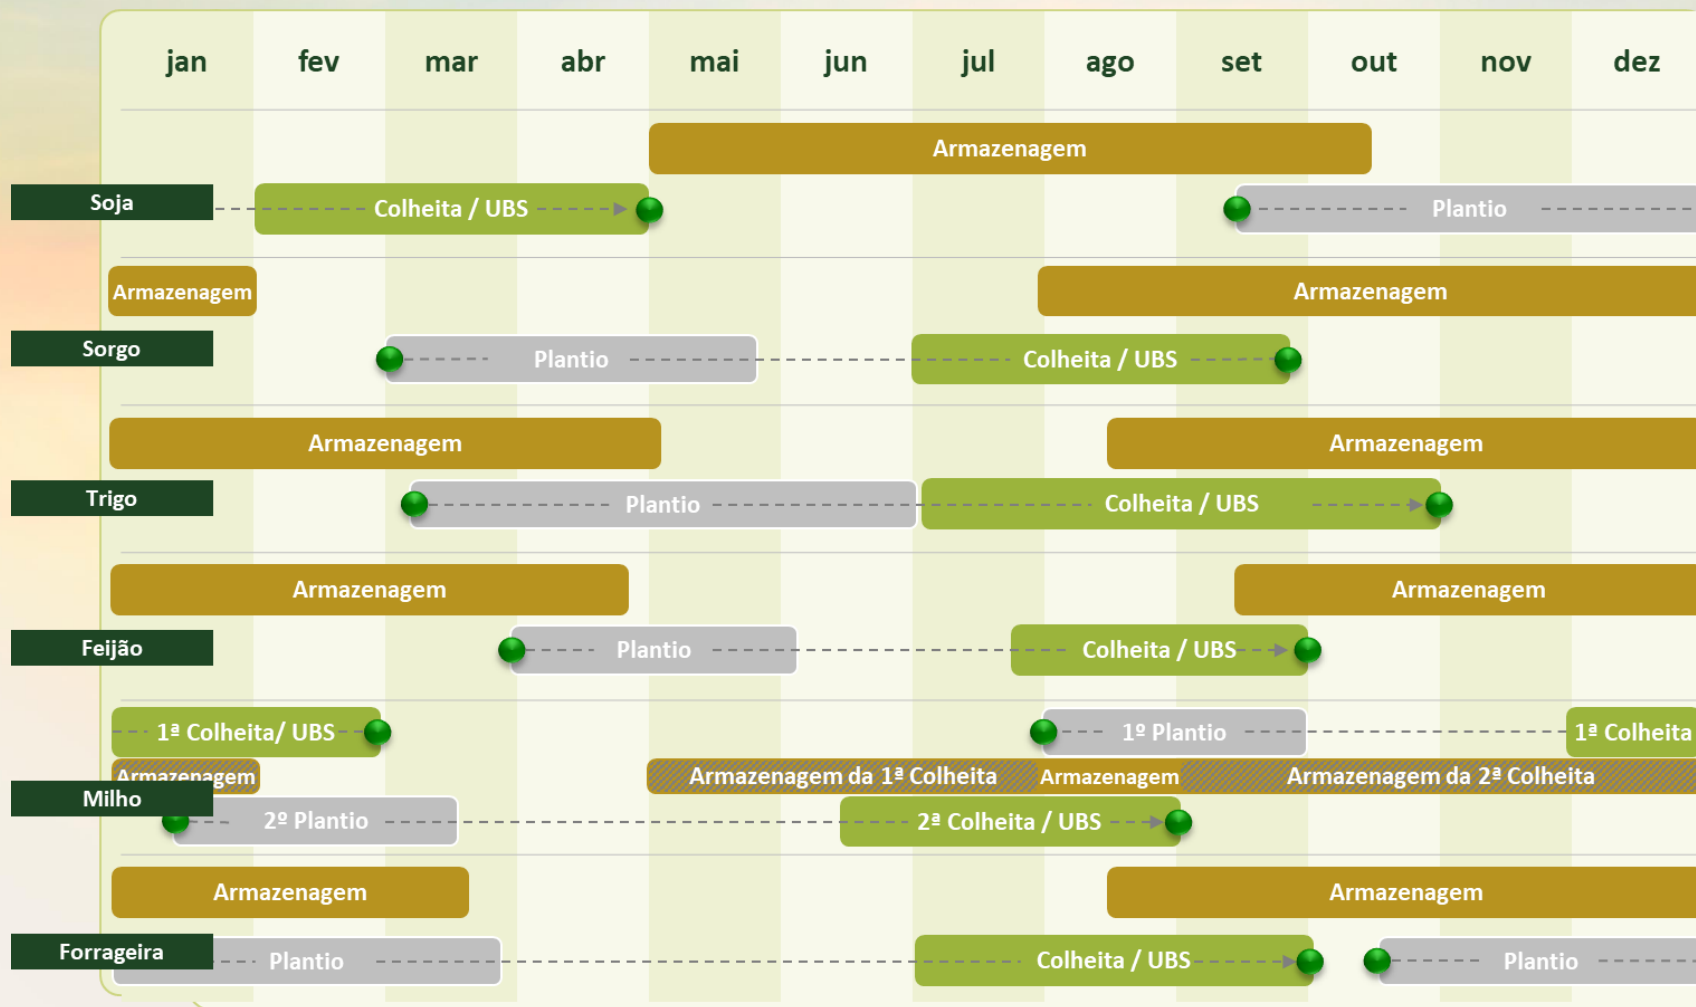 jan fev mar abr mai jun jul ago set out nov dez
Armazenagem
Soja Colheita / UBS Plantio
Armazenagem Armazenagem
Sorgo Plantio Colheita / UBS
Armazenagem Armazenagem
Trigo Plantio Colheita / UBS
Armazenagem Armazenagem
Feijão Plantio Colheita / UBS
1ª Colheita/ UBS 1º Plantio 1ª Colheita
Armazenagem Armazenagem da 1ª Colheita Armazenagem Armazenagem da 2ª Colheita
Milho 2º Plantio 2ª Colheita / UBS
Armazenagem Armazenagem
Forrageira Plantio Colheita / UBS Plantio